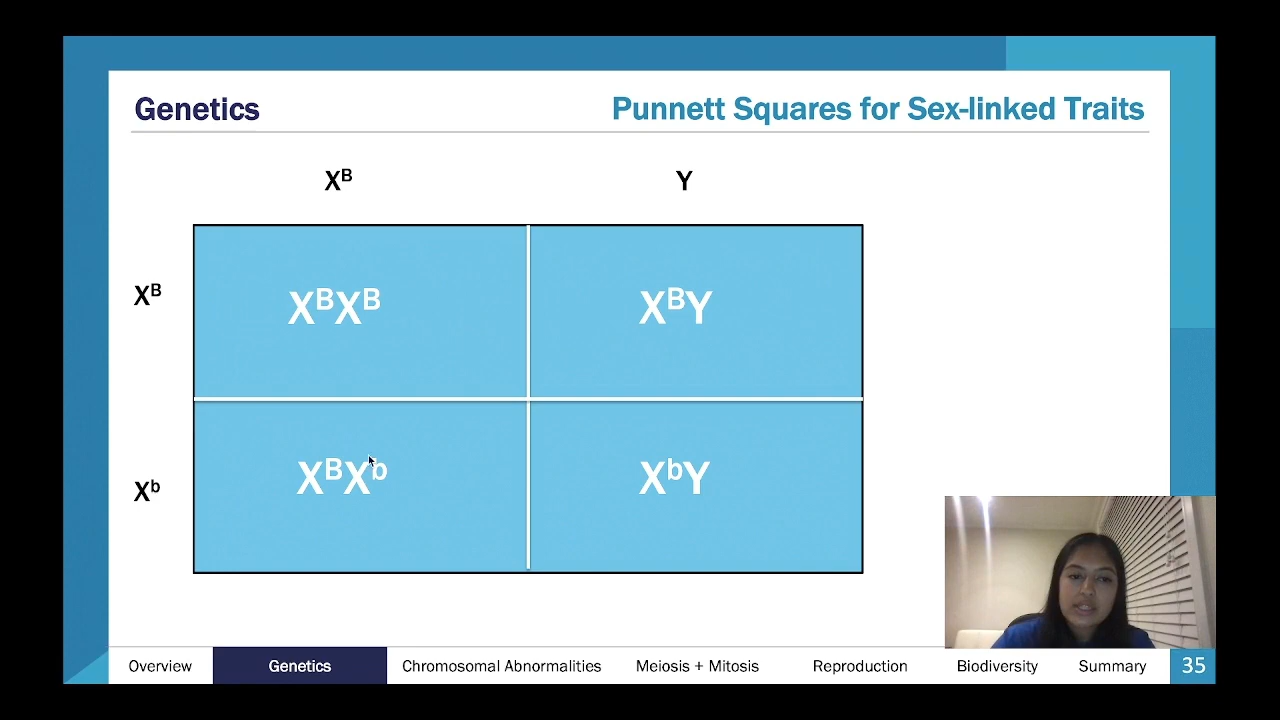 Genetics
Punnett Squares for Sex-linked Traits
Xᴮ Y
Xᴮ XᴮXᴮ XᴮY
Xᵇ XᴮXᵇ XᵇY
Overview Genetics Chromosomal Abnormalities Meiosis + Mitosis Reproduction Biodiversity Summary 35